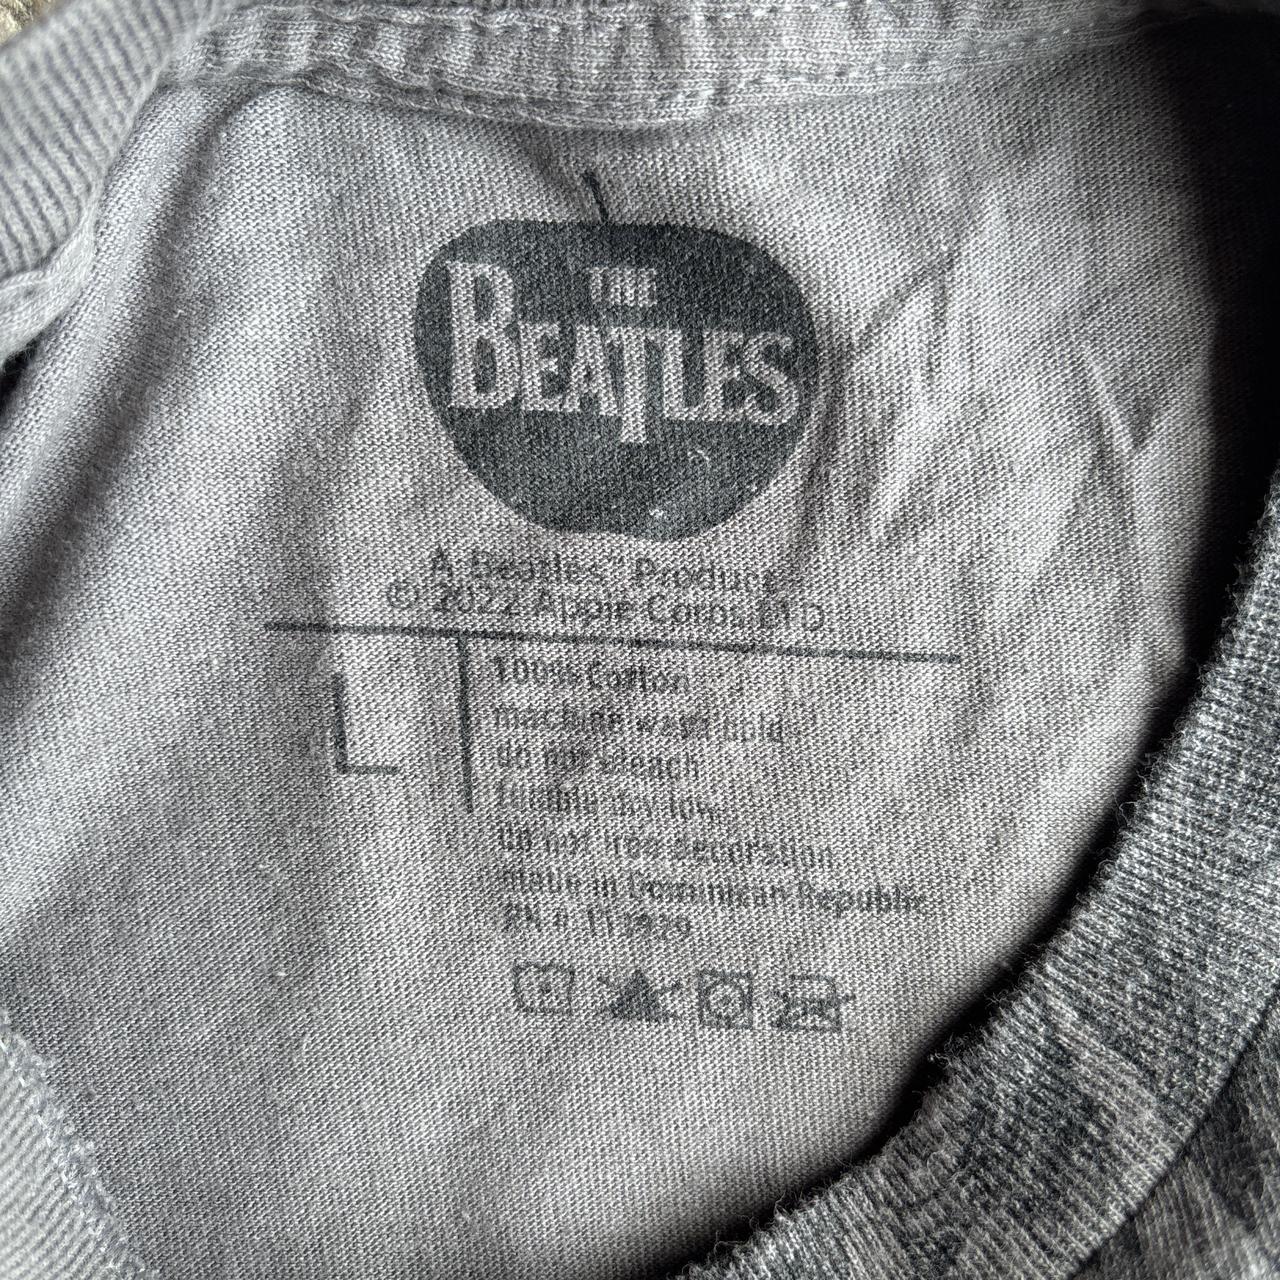 THE
BEATLES
A Beatles™ Product
© 2022 Apple Corps LTD.
L
100% Cotton
machine wash cold
do not bleach
tumble dry low
do not iron decoration
made in Dominican Republic